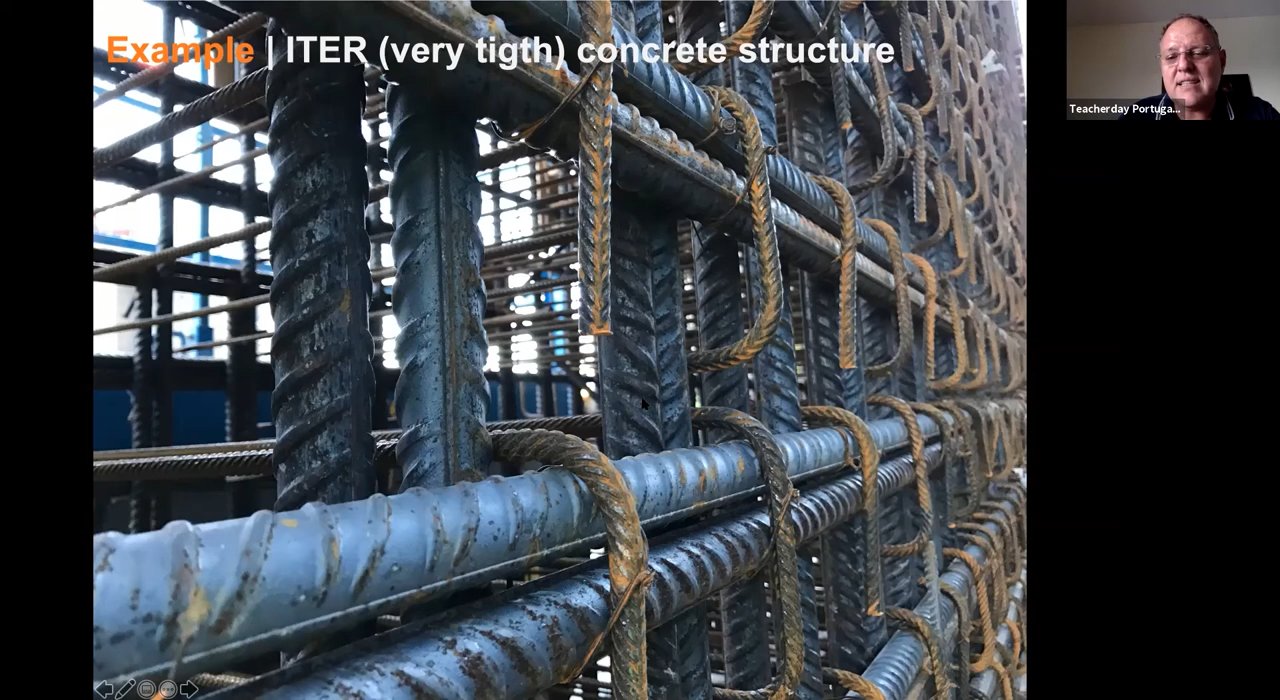 Example | ITER (very tigth) concrete structure
Teacherday Portuga...